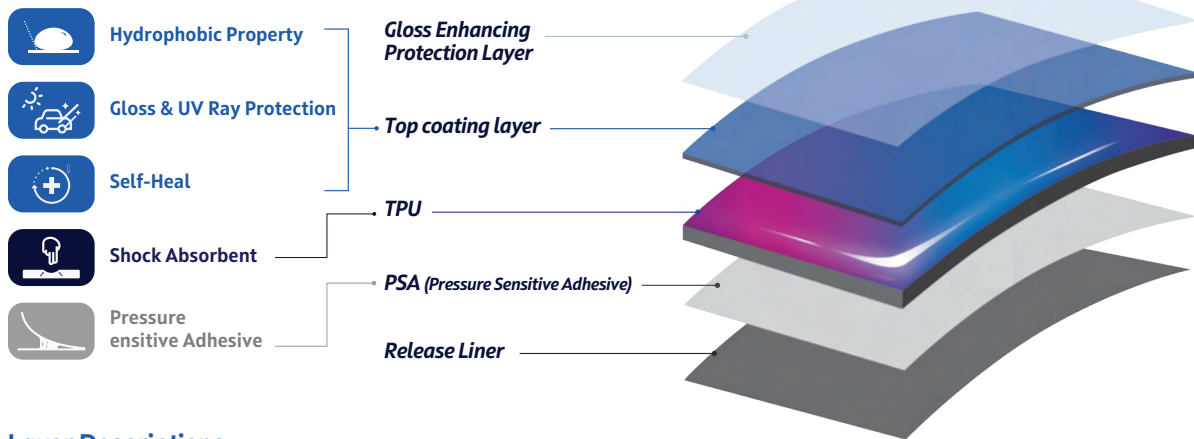 Hydrophobic Property
Gloss & UV Ray Protection
Self-Heal
Shock Absorbent
Pressure
ensitive Adhesive
Gloss Enhancing
Protection Layer
Top coating layer
TPU
PSA (Pressure Sensitive Adhesive)
Release Liner